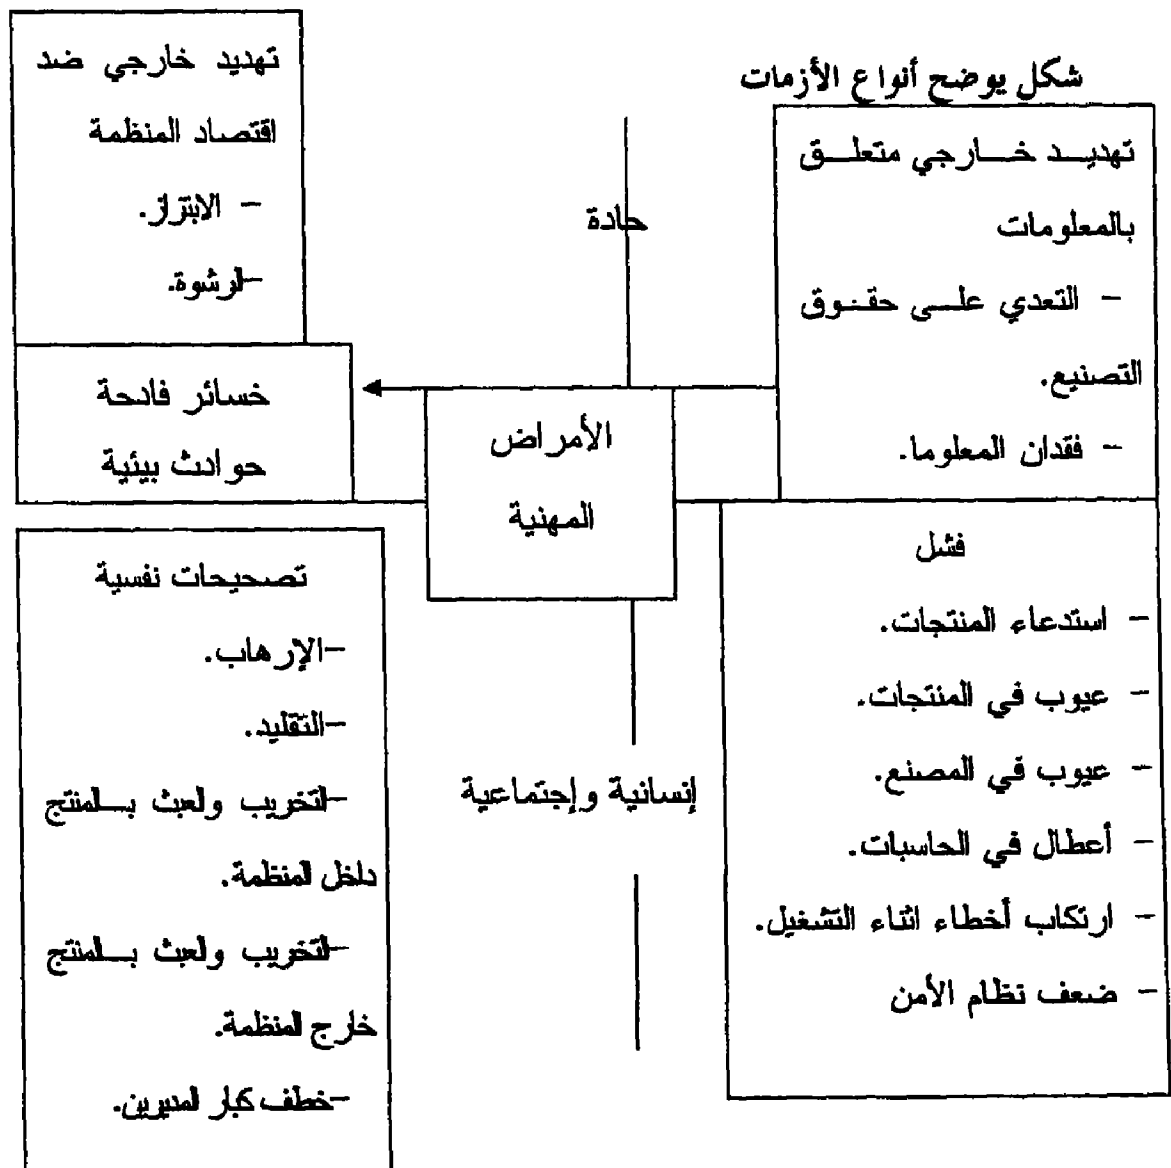 شكل يوضح أنواع الأزمات
تهديد خارجي متعلق
بالمعلومات
- التعدي على حقوق
التصنيع.
- فقدان المعلوما.
حادة
تهديد خارجي ضد
اقتصاد المنظمة
- الابتزاز.
-الرشوة.
خسائر فادحة
حوادث بيئية
الأمراض
المهنية
فشل
- استدعاء المنتجات.
- عيوب في المنتجات.
- عيوب في المصنع.
- أعطال في الحاسبات.
- ارتكاب أخطاء اثناء التشغيل.
- ضعف نظام الأمن
إنسانية وإجتماعية
تصحيحات نفسية
-الإرهاب.
-التقليد.
-التخريب والعبث بالمنتج
داخل المنظمة.
-التخريب والعبث بالمنتج
خارج المنظمة.
-خطف كبار المديرين.